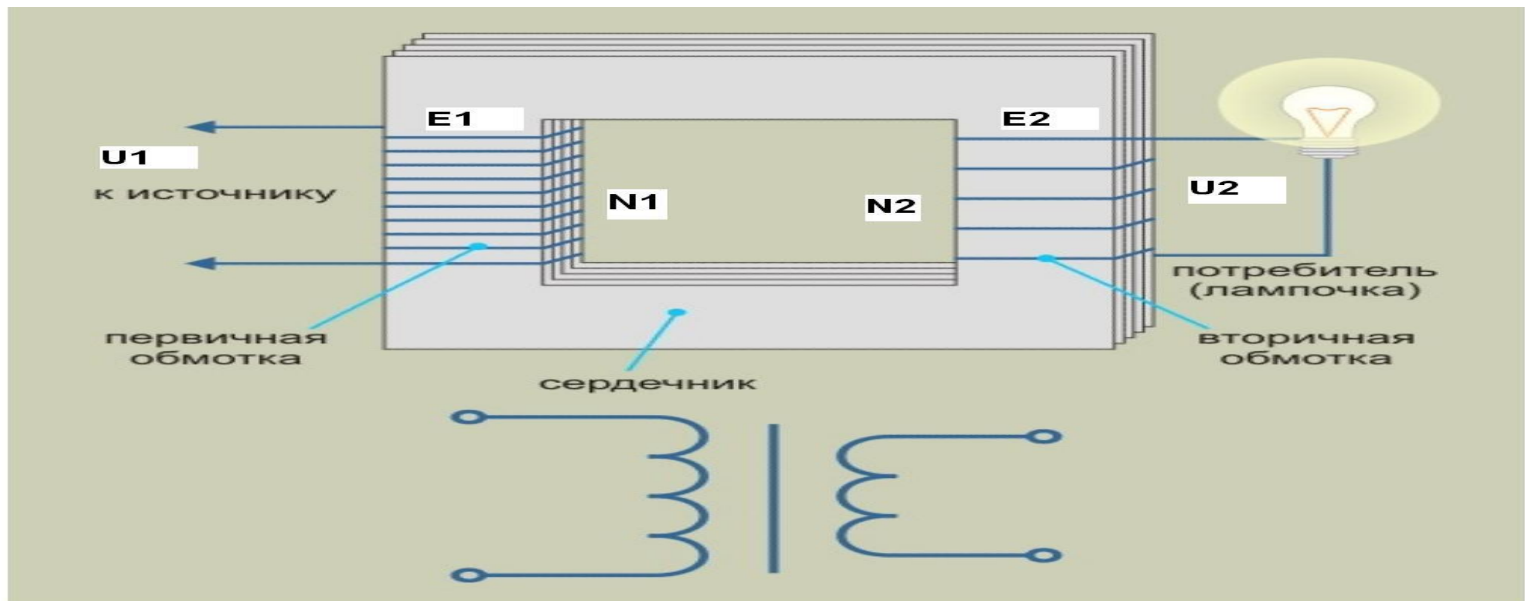 E1
E2
U1
к источнику
N1
N2
U2
потребитель
(лампочка)
первичная
обмотка
вторичная
обмотка
сердечник